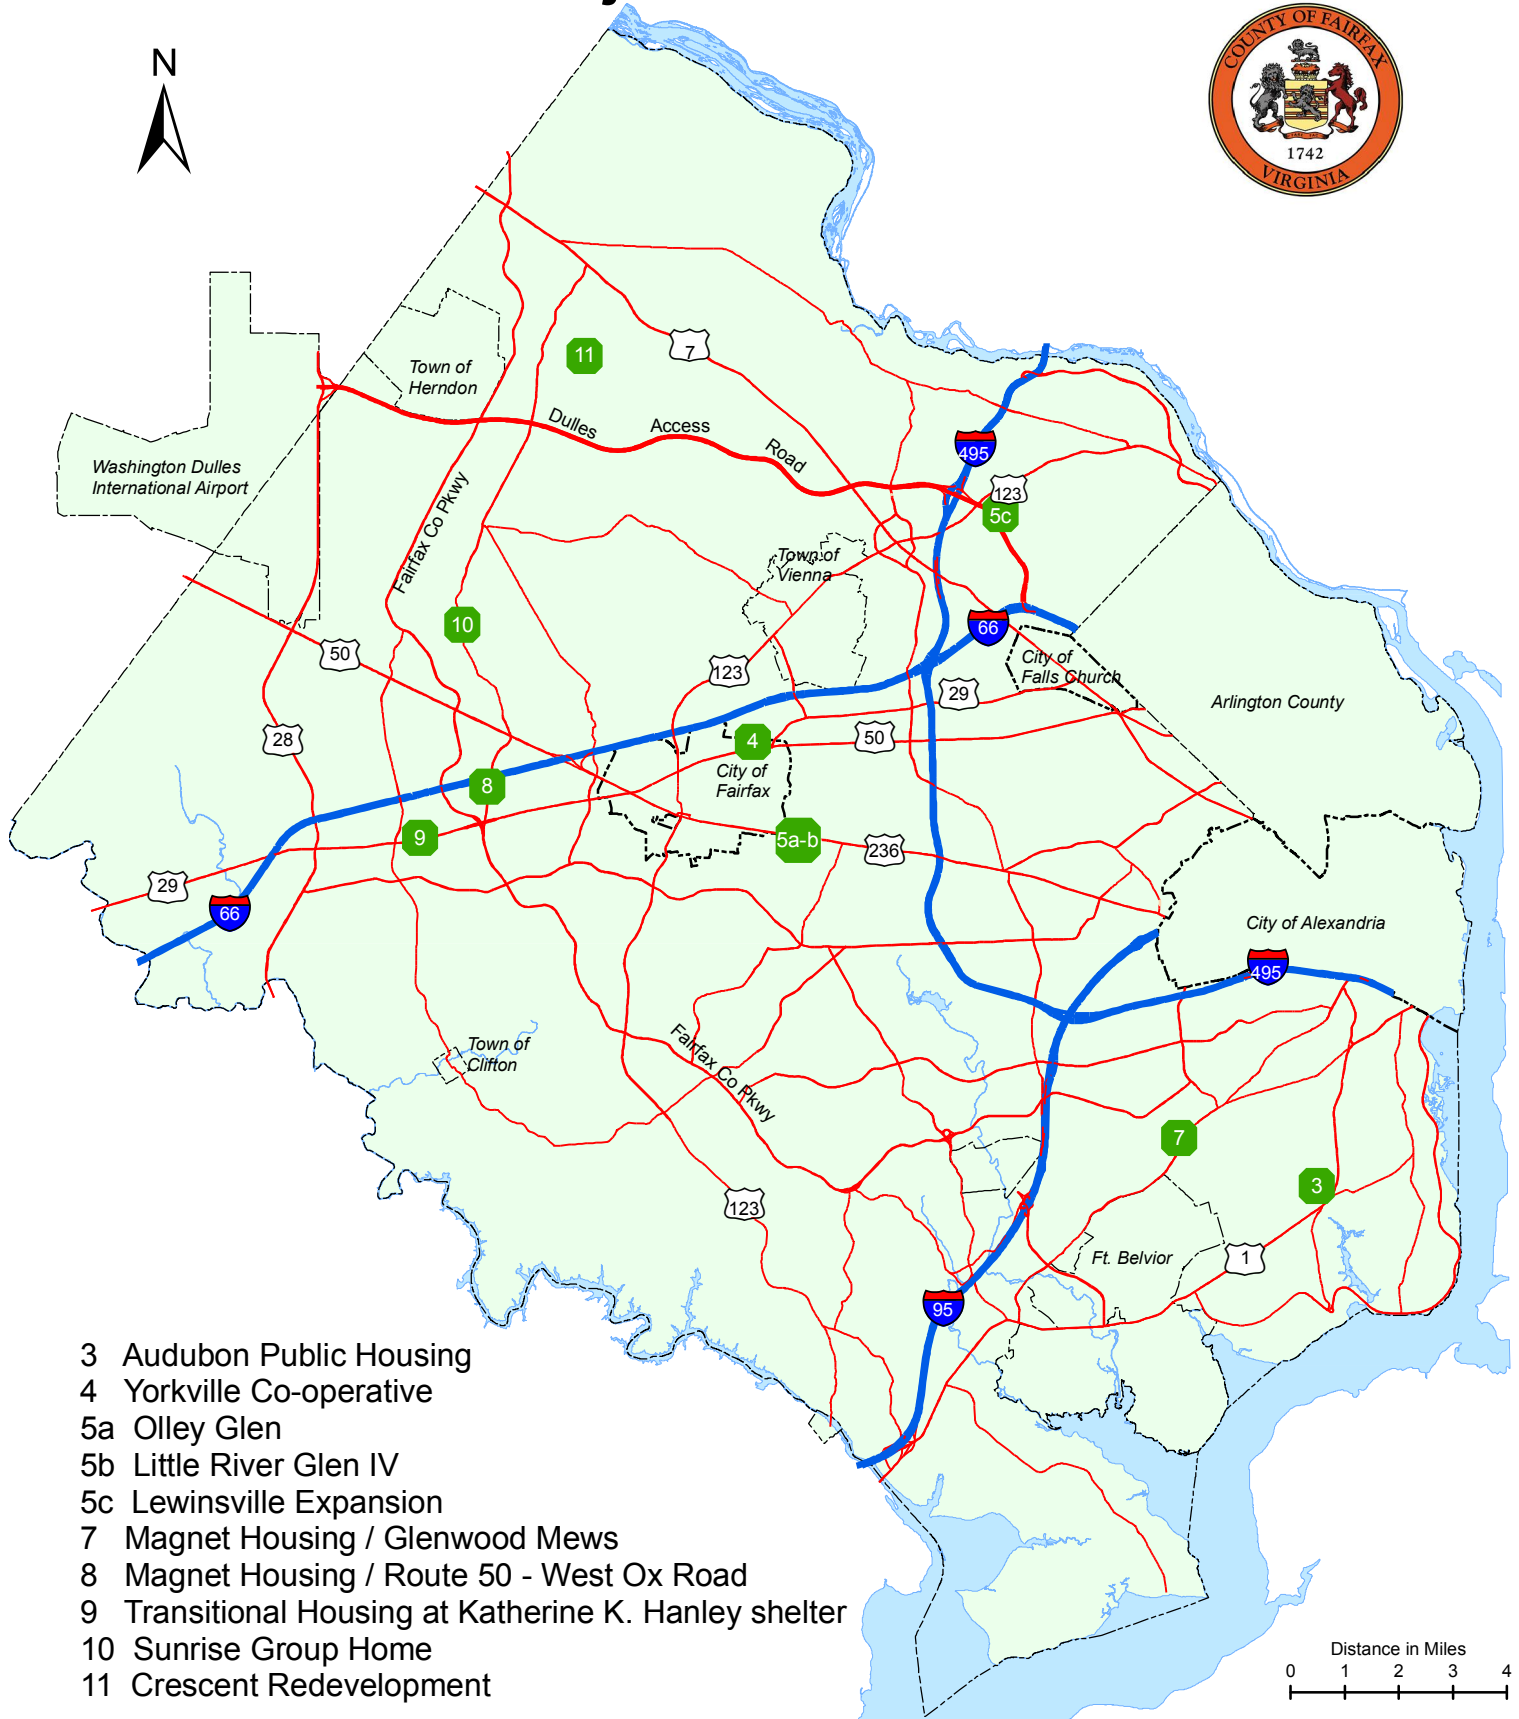 N
COUNTY OF FAIRFAX
1742
VIRGINIA
7
Town of
Herndon
11
Dulles
Access
Road
495
123
5c
Washington Dulles
International Airport
Fairfax Co Pkwy
Town of
Vienna
10
66
50
123
City of
Falls Church
29
Arlington County
28
4
50
City of
Fairfax
8
9
5a-b
236
29
66
City of Alexandria
495
Town of
Clifton
Fairfax Co Pkwy
7
3
123
Ft. Belvior
1
95
3 Audubon Public Housing
4 Yorkville Co-operative
5a Olley Glen
5b Little River Glen IV
5c Lewinsville Expansion
7 Magnet Housing / Glenwood Mews
8 Magnet Housing / Route 50 - West Ox Road
9 Transitional Housing at Katherine K. Hanley shelter
10 Sunrise Group Home
11 Crescent Redevelopment
Distance in Miles
0 1 2 3 4